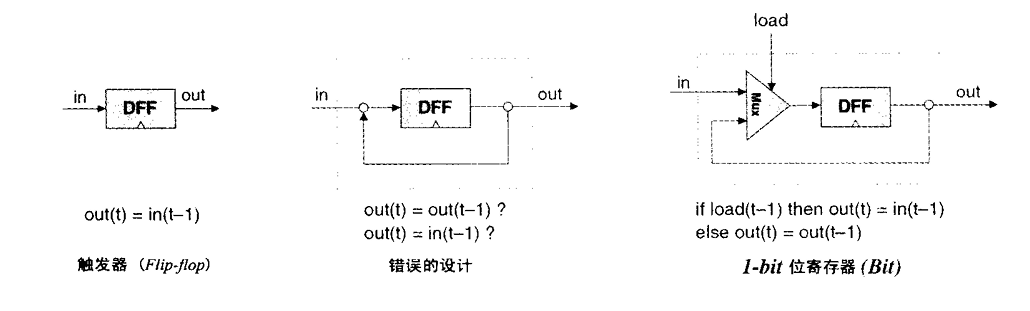 in
DFF
out
out(t) = in(t−1)
触发器 (Flip-flop)
in
DFF
out
out(t) = out(t−1) ?
out(t) = in(t−1) ?
错误的设计
load
in
Mux
DFF
out
if load(t−1) then out(t) = in(t−1)
else out(t) = out(t−1)
1-bit 位寄存器 (Bit)